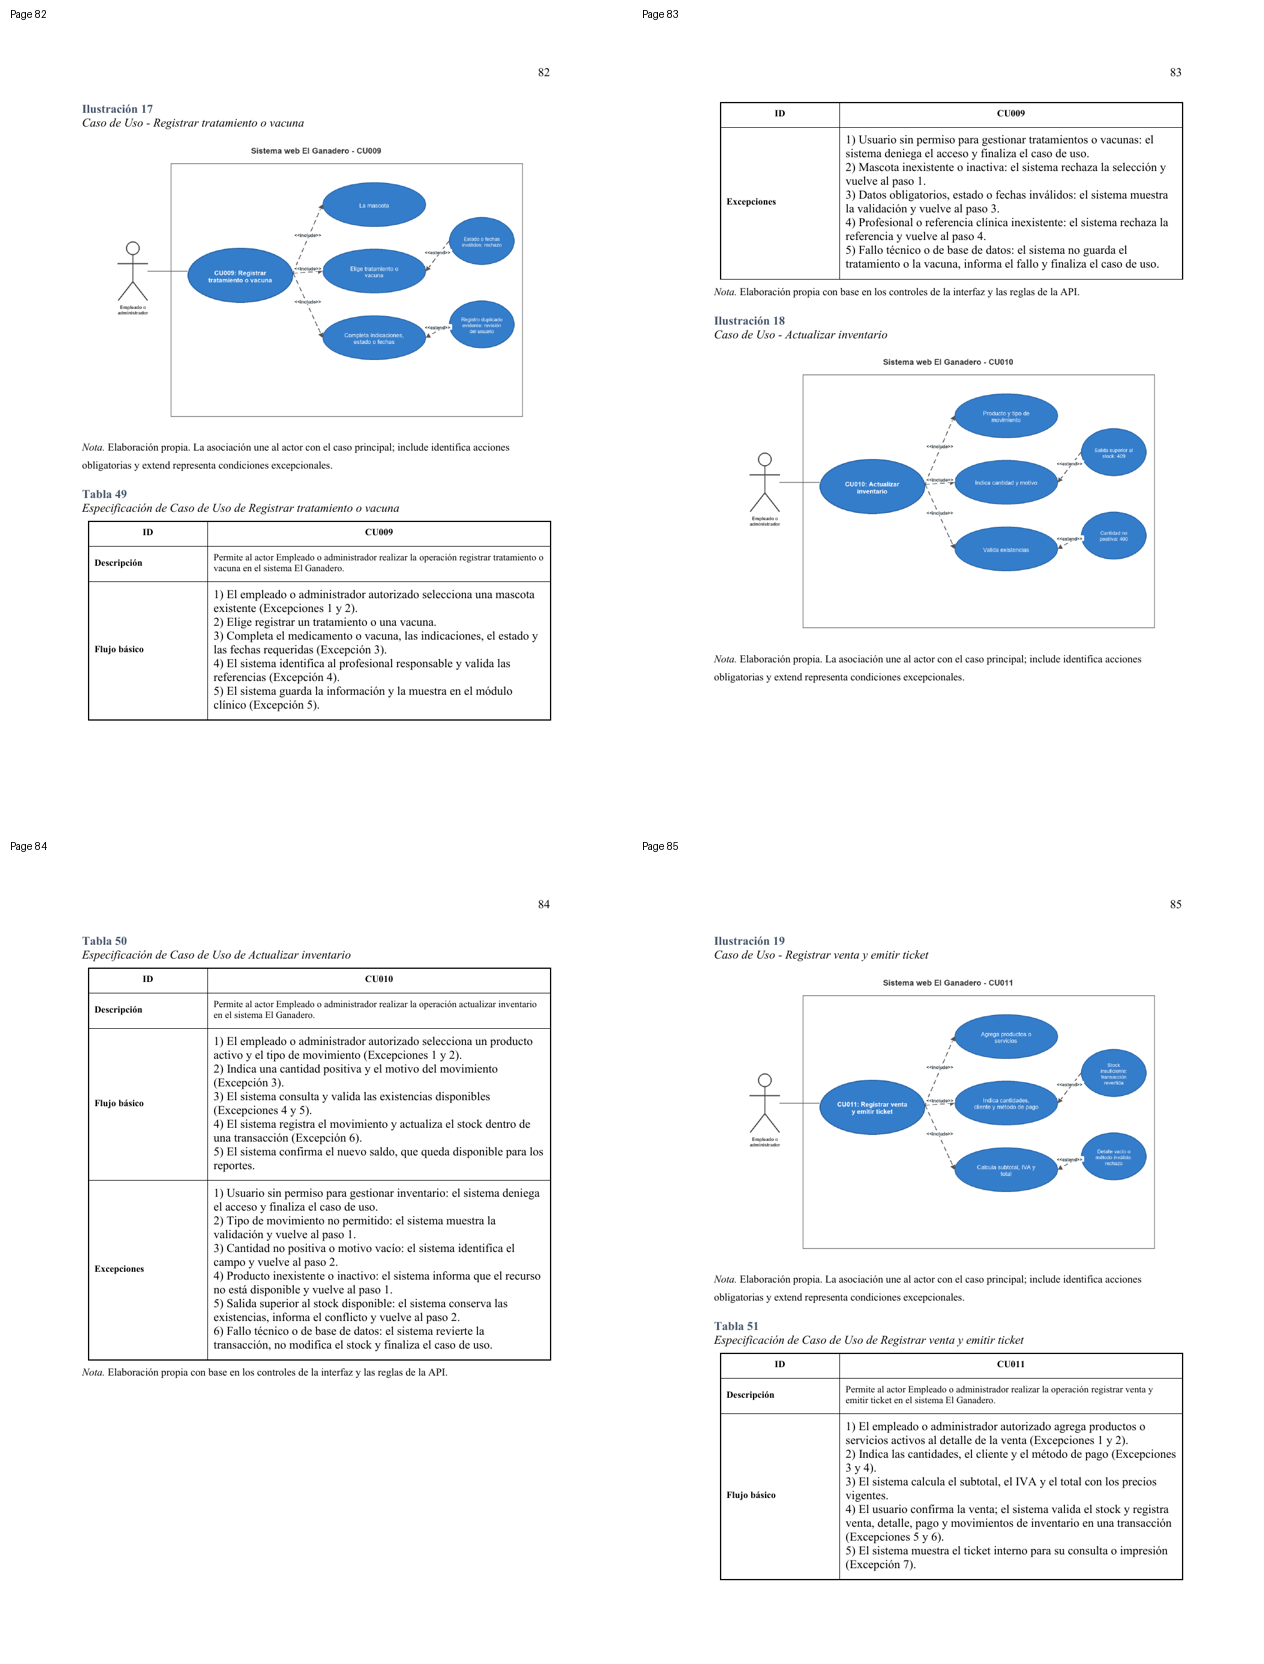 Page 82
82
Ilustración 17
Caso de Uso - Registrar tratamiento o vacuna
Sistema web El Ganadero - CU009
La mascota
Estado o fechas
inválidos: rechazo
<<include>>
<<extend>>
Elige tratamiento o
vacuna
CU009: Registrar
tratamiento o vacuna
<<include>>
<<include>>
Empleado o
administrador
Registro duplicado
evidente: revisión
del usuario
<<extend>>
Completa indicaciones,
estado o fechas
Nota. Elaboración propia. La asociación une al actor con el caso principal; include identifica acciones
obligatorias y extend representa condiciones excepcionales.
Tabla 49
Especificación de Caso de Uso de Registrar tratamiento o vacuna
ID
CU009
Descripción
Permite al actor Empleado o administrador realizar la operación registrar tratamiento o
vacuna en el sistema El Ganadero.
Flujo básico
1) El empleado o administrador autorizado selecciona una mascota
existente (Excepciones 1 y 2).
2) Elige registrar un tratamiento o una vacuna.
3) Completa el medicamento o vacuna, las indicaciones, el estado y
las fechas requeridas (Excepción 3).
4) El sistema identifica al profesional responsable y valida las
referencias (Excepción 4).
5) El sistema guarda la información y la muestra en el módulo
clínico (Excepción 5).
Page 83
83
ID
CU009
Excepciones
1) Usuario sin permiso para gestionar tratamientos o vacunas: el
sistema deniega el acceso y finaliza el caso de uso.
2) Mascota inexistente o inactiva: el sistema rechaza la selección y
vuelve al paso 1.
3) Datos obligatorios, estado o fechas inválidos: el sistema muestra
la validación y vuelve al paso 3.
4) Profesional o referencia clínica inexistente: el sistema rechaza la
referencia y vuelve al paso 4.
5) Fallo técnico o de base de datos: el sistema no guarda el
tratamiento o la vacuna, informa el fallo y finaliza el caso de uso.
Nota. Elaboración propia con base en los controles de la interfaz y las reglas de la API.
Ilustración 18
Caso de Uso - Actualizar inventario
Sistema web El Ganadero - CU010
Producto y tipo de
movimiento
Salida superior al
stock: 409
<<include>>
<<extend>>
Indica cantidad y motivo
CU010: Actualizar
inventario
<<include>>
<<include>>
Empleado o
administrador
Cantidad no
positiva: 400
<<extend>>
Valida existencias
Nota. Elaboración propia. La asociación une al actor con el caso principal; include identifica acciones
obligatorias y extend representa condiciones excepcionales.
Page 84
84
Tabla 50
Especificación de Caso de Uso de Actualizar inventario
ID
CU010
Descripción
Permite al actor Empleado o administrador realizar la operación actualizar inventario
en el sistema El Ganadero.
Flujo básico
1) El empleado o administrador autorizado selecciona un producto
activo y el tipo de movimiento (Excepciones 1 y 2).
2) Indica una cantidad positiva y el motivo del movimiento
(Excepción 3).
3) El sistema consulta y valida las existencias disponibles
(Excepciones 4 y 5).
4) El sistema registra el movimiento y actualiza el stock dentro de
una transacción (Excepción 6).
5) El sistema confirma el nuevo saldo, que queda disponible para los
reportes.
Excepciones
1) Usuario sin permiso para gestionar inventario: el sistema deniega
el acceso y finaliza el caso de uso.
2) Tipo de movimiento no permitido: el sistema muestra la
validación y vuelve al paso 1.
3) Cantidad no positiva o motivo vacío: el sistema identifica el
campo y vuelve al paso 2.
4) Producto inexistente o inactivo: el sistema informa que el recurso
no está disponible y vuelve al paso 1.
5) Salida superior al stock disponible: el sistema conserva las
existencias, informa el conflicto y vuelve al paso 2.
6) Fallo técnico o de base de datos: el sistema revierte la
transacción, no modifica el stock y finaliza el caso de uso.
Nota. Elaboración propia con base en los controles de la interfaz y las reglas de la API.
Page 85
85
Ilustración 19
Caso de Uso - Registrar venta y emitir ticket
Sistema web El Ganadero - CU011
Agrega productos o
servicios
Stock
insuficiente:
transacción
revertida
<<include>>
<<extend>>
Indica cantidades,
cliente y método de pago
CU011: Registrar venta
y emitir ticket
<<include>>
<<include>>
Empleado o
administrador
Detalle vacío o
método inválido:
rechazo
<<extend>>
Calcula subtotal, IVA y
total
Nota. Elaboración propia. La asociación une al actor con el caso principal; include identifica acciones
obligatorias y extend representa condiciones excepcionales.
Tabla 51
Especificación de Caso de Uso de Registrar venta y emitir ticket
ID
CU011
Descripción
Permite al actor Empleado o administrador realizar la operación registrar venta y
emitir ticket en el sistema El Ganadero.
Flujo básico
1) El empleado o administrador autorizado agrega productos o
servicios activos al detalle de la venta (Excepciones 1 y 2).
2) Indica las cantidades, el cliente y el método de pago (Excepciones
3 y 4).
3) El sistema calcula el subtotal, el IVA y el total con los precios
vigentes.
4) El usuario confirma la venta; el sistema valida el stock y registra
venta, detalle, pago y movimientos de inventario en una transacción
(Excepciones 5 y 6).
5) El sistema muestra el ticket interno para su consulta o impresión
(Excepción 7).